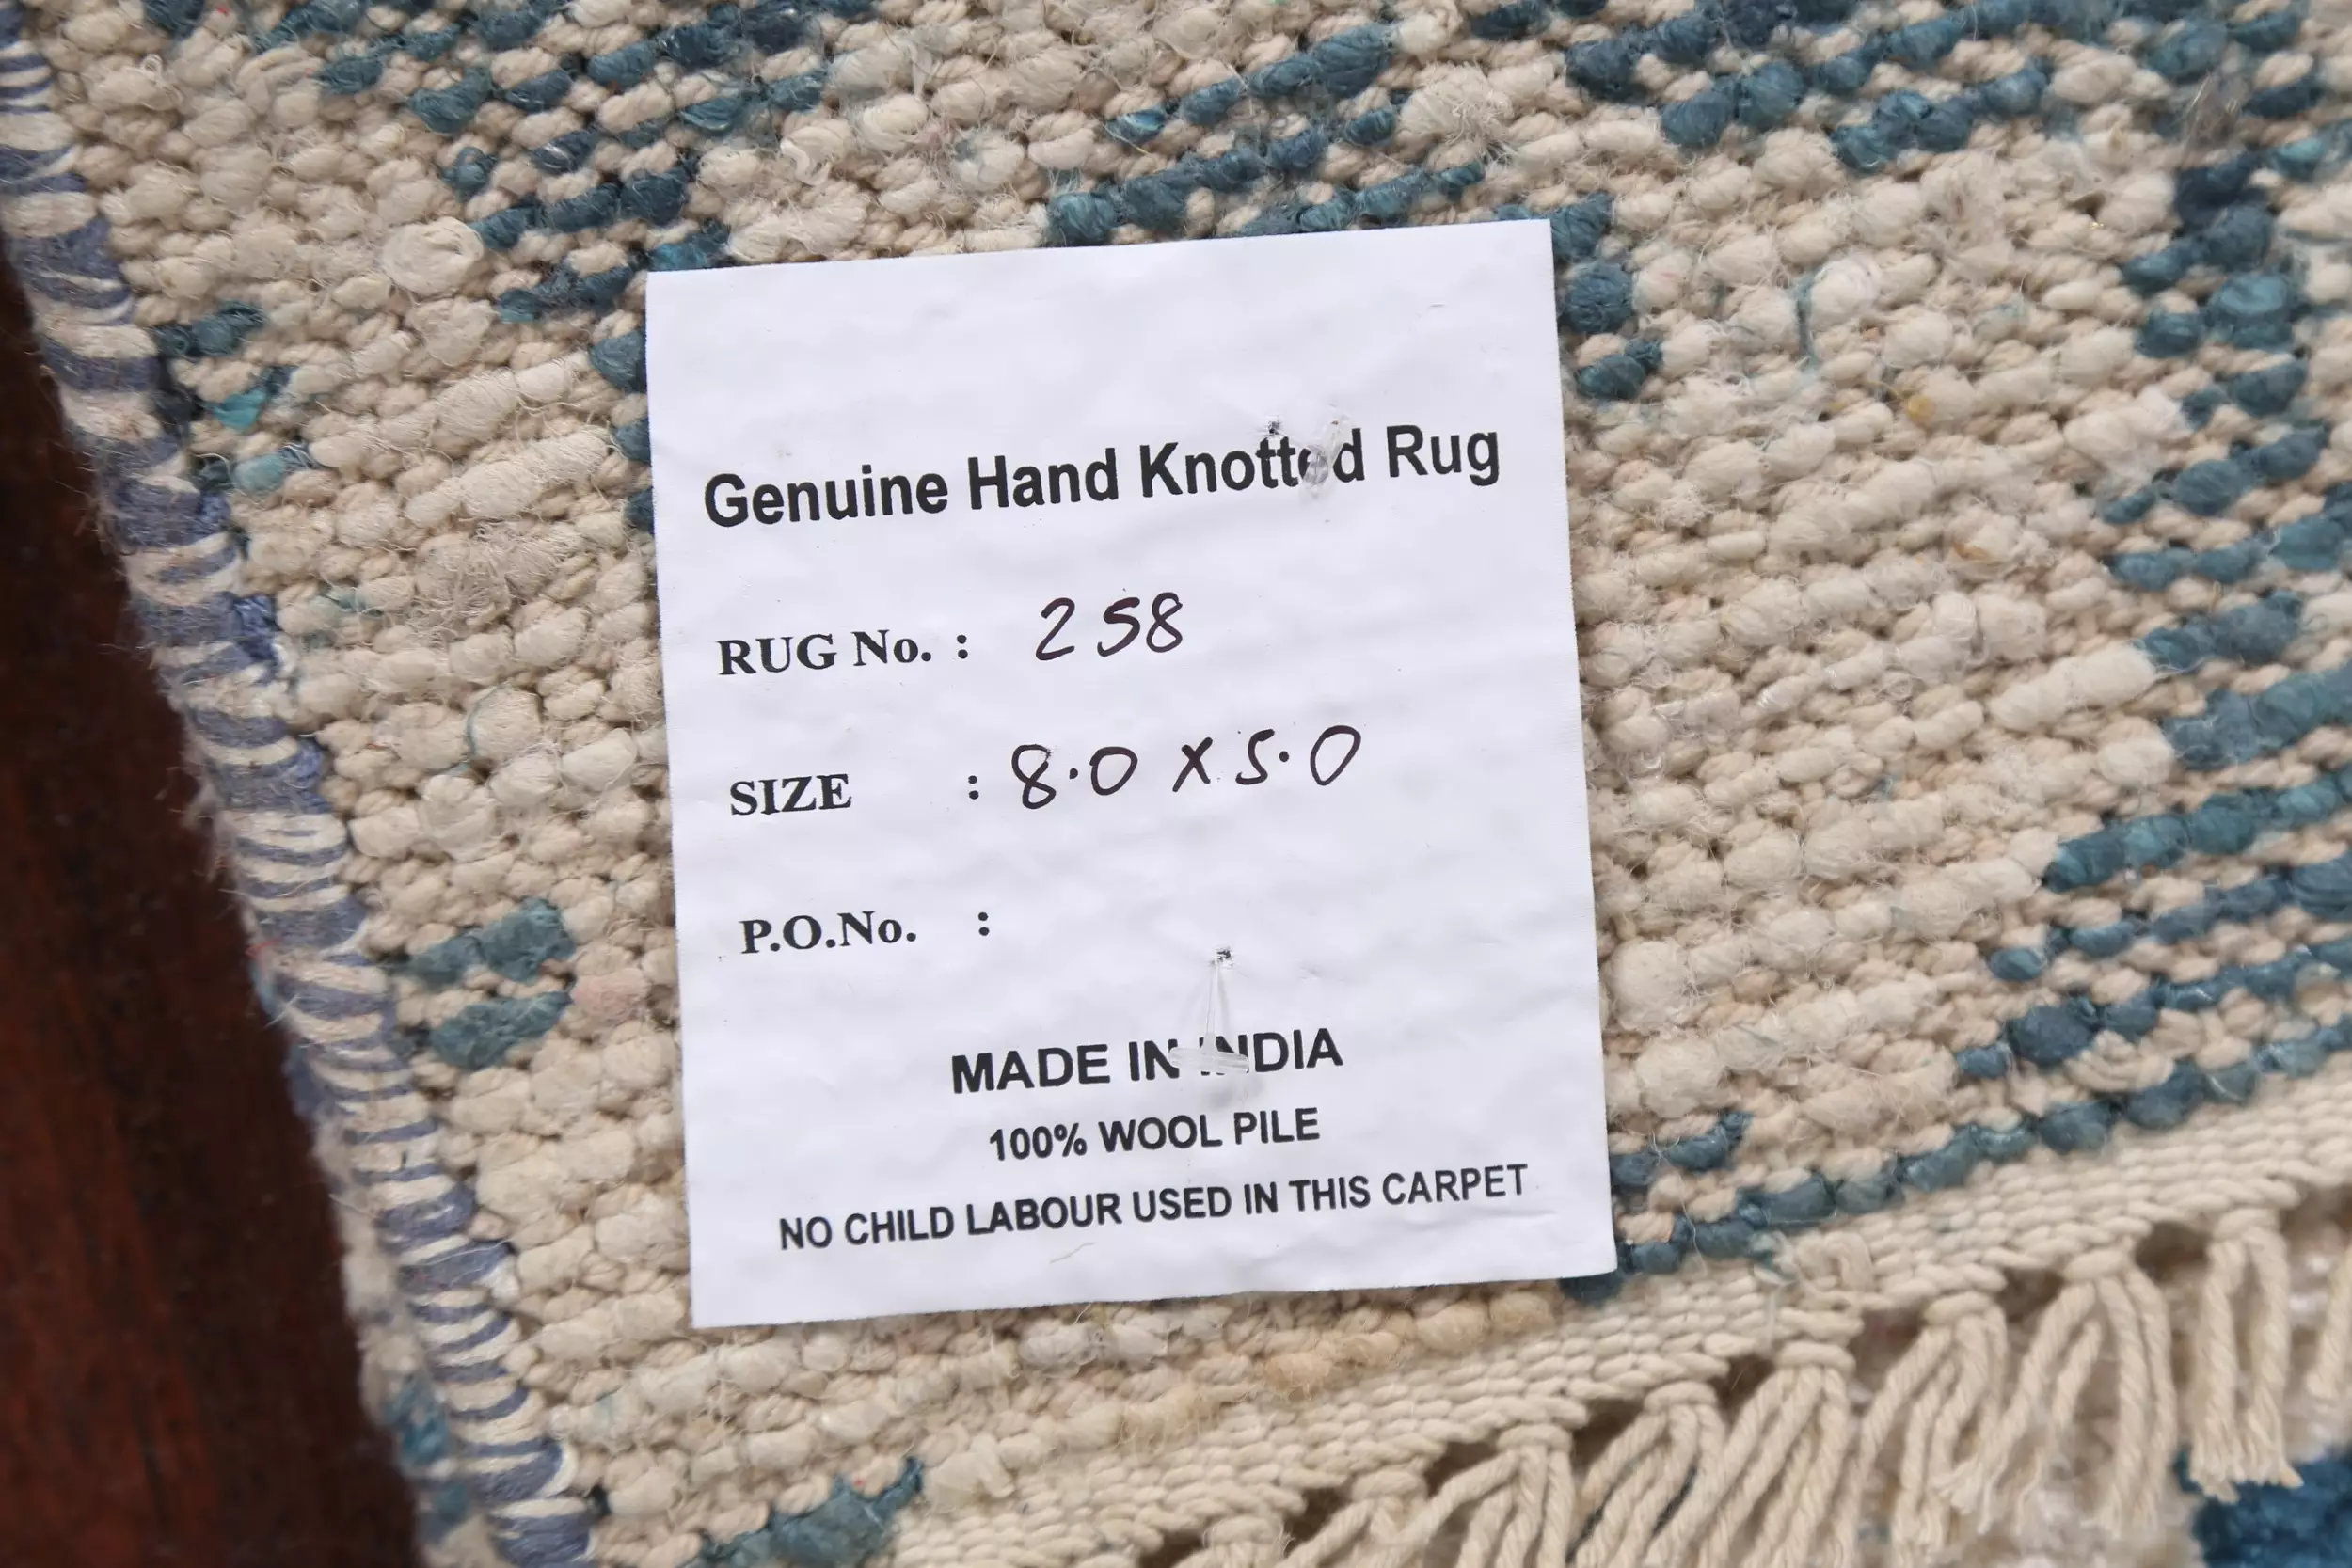 Genuine Hand Knotted Rug
RUG No. : 258
SIZE : 8.0 X 5.0
P.O.No. :
MADE IN INDIA
100% WOOL PILE
NO CHILD LABOUR USED IN THIS CARPET